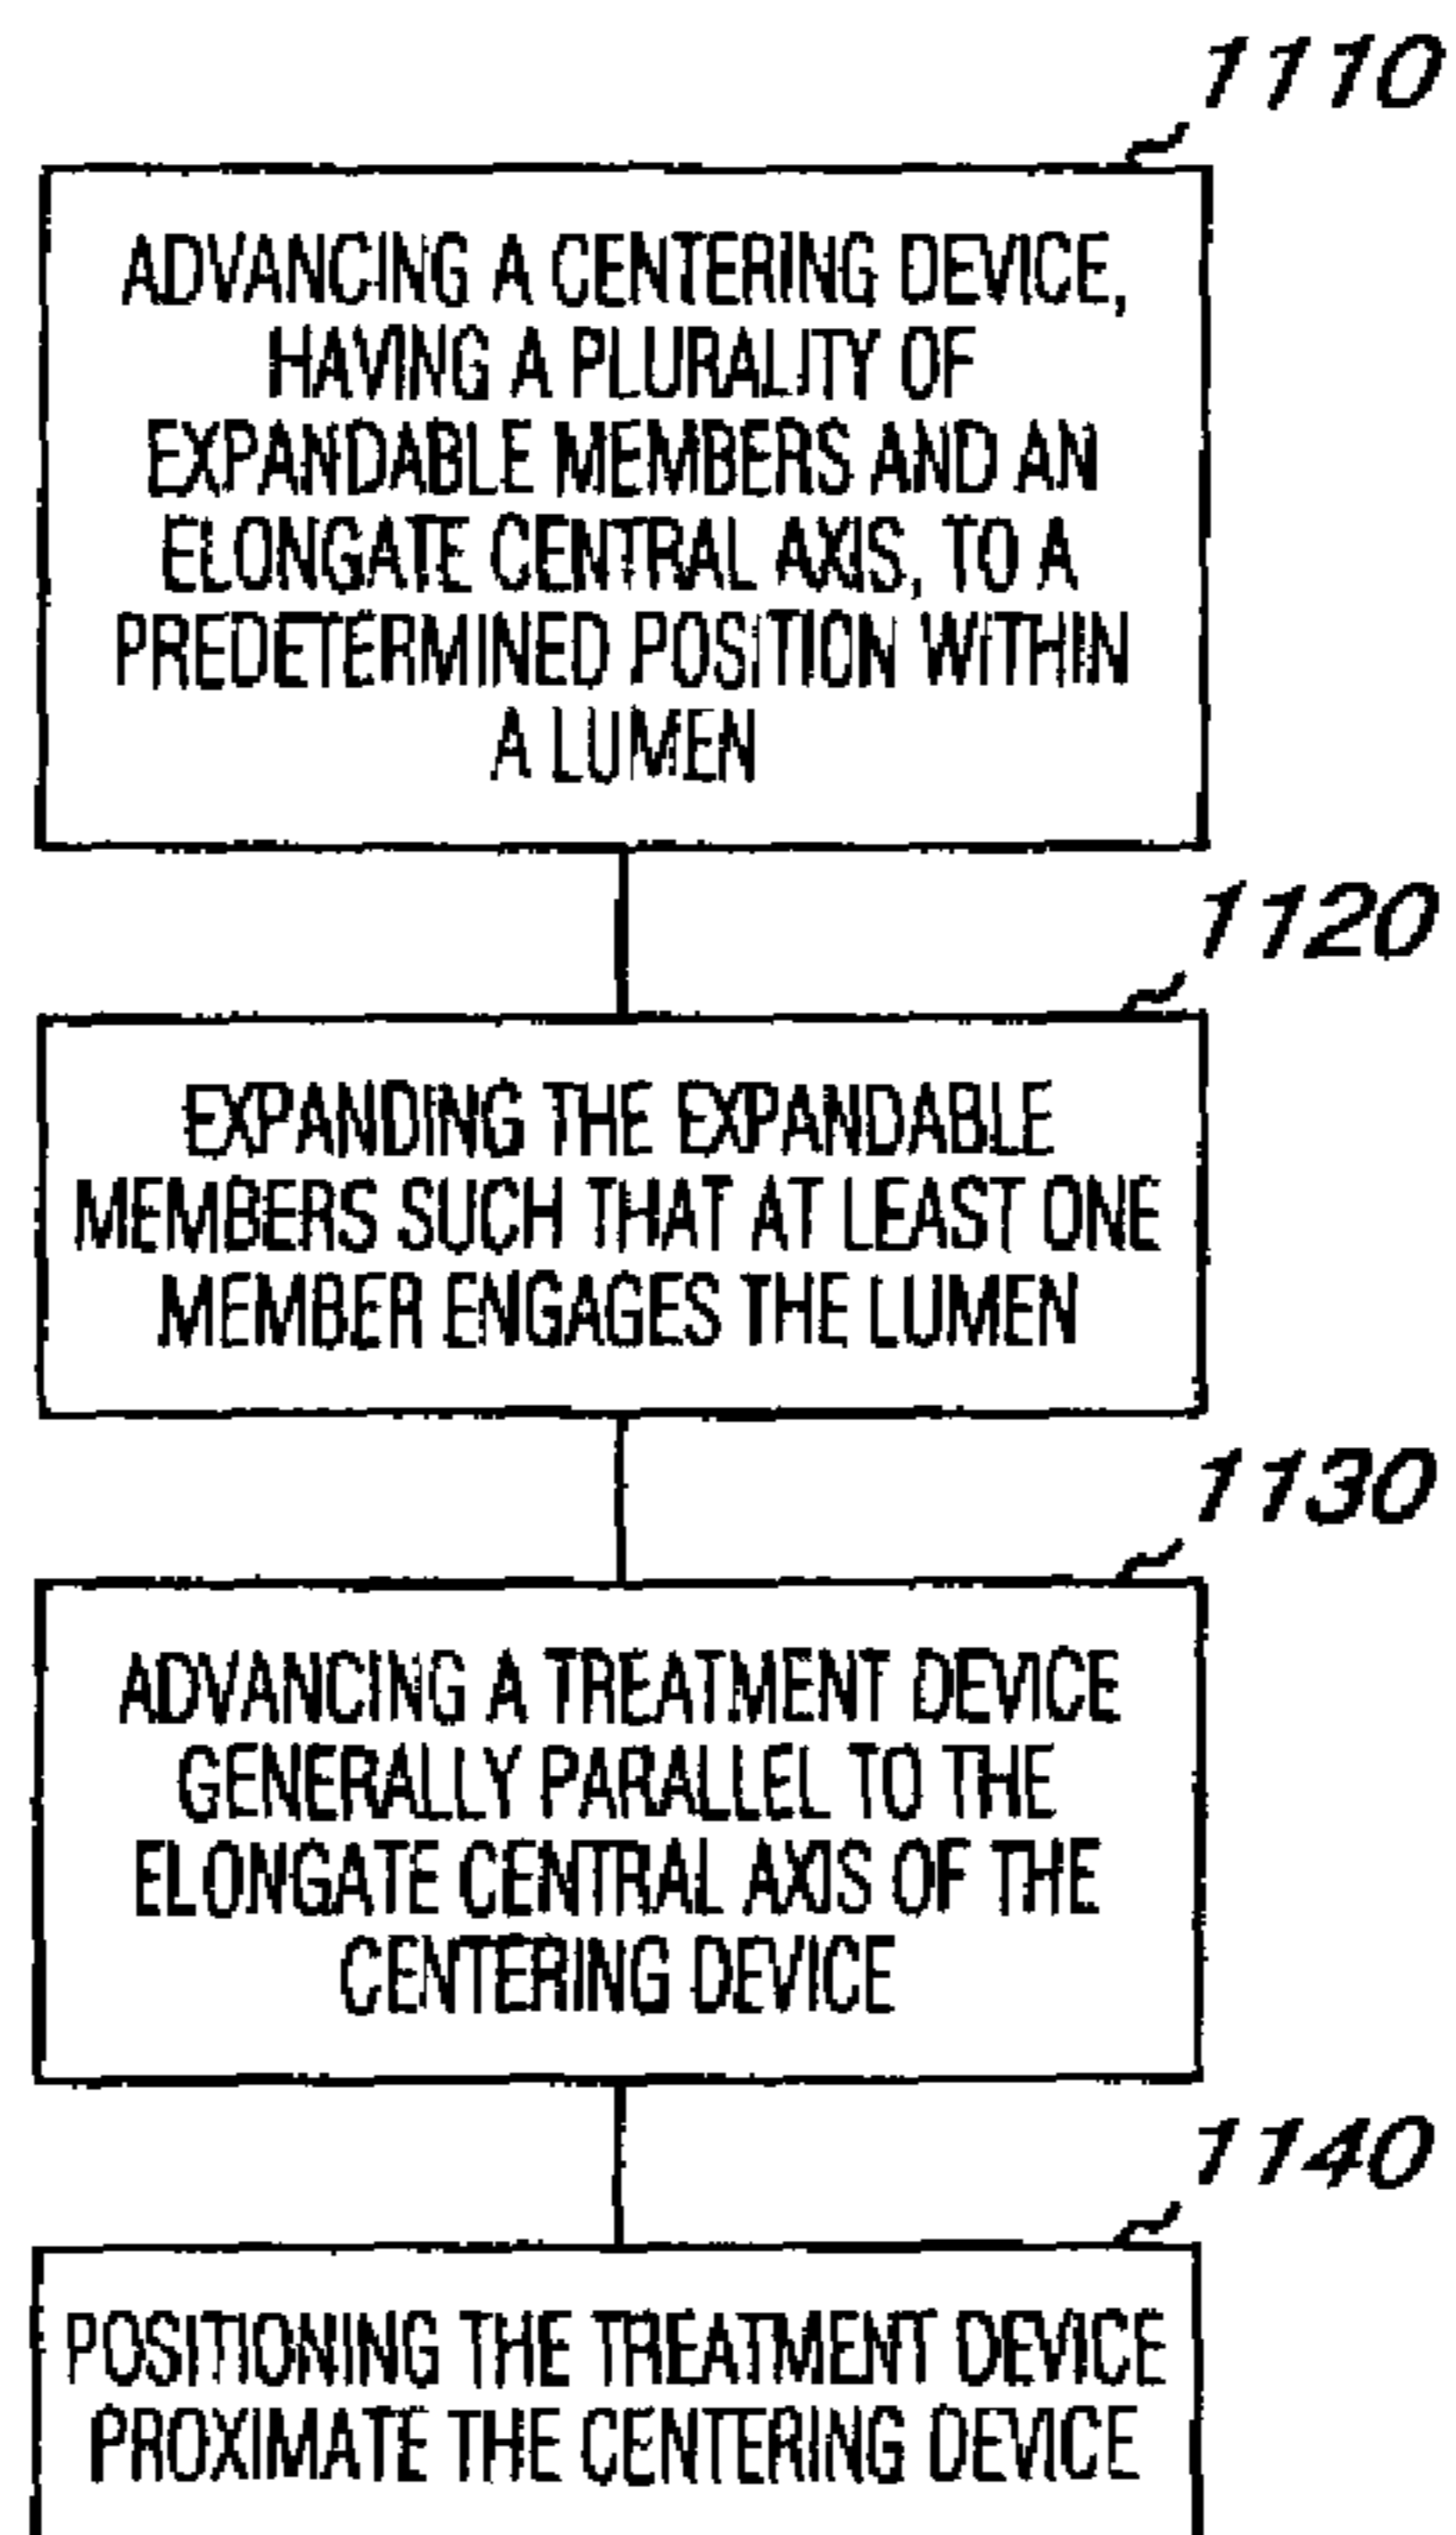 1110
ADVANCING A CENTERING DEVICE,
HAVING A PLURALITY OF
EXPANDABLE MEMBERS AND AN
ELONGATE CENTRAL AXIS, TO A
PREDETERMINED POSITION WITHIN
A LUMEN
1120
EXPANDING THE EXPANDABLE
MEMBERS SUCH THAT AT LEAST ONE
MEMBER ENGAGES THE LUMEN
1130
ADVANCING A TREATMENT DEVICE
GENERALLY PARALLEL TO THE
ELONGATE CENTRAL AXIS OF THE
CENTERING DEVICE
1140
POSITIONING THE TREATMENT DEVICE
PROXIMATE THE CENTERING DEVICE